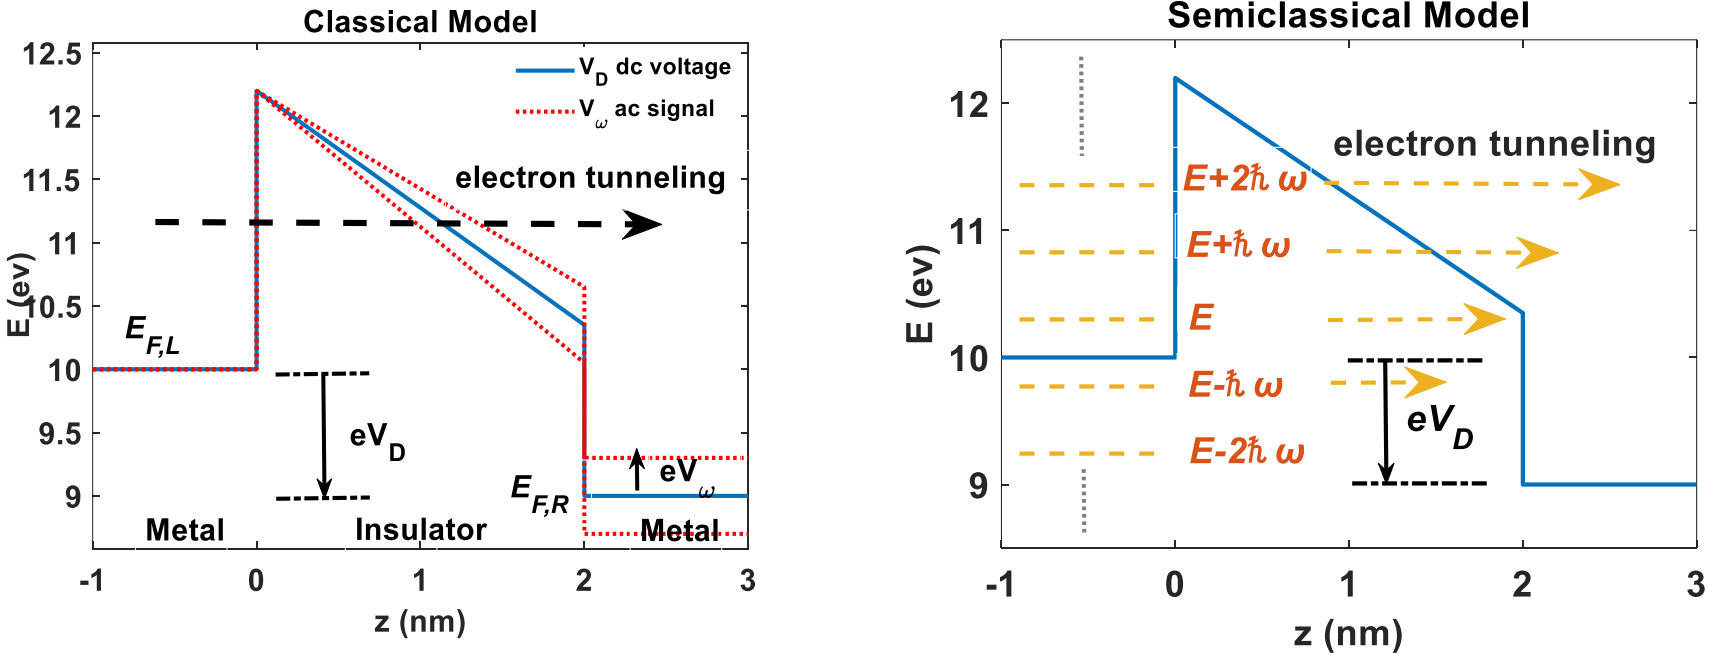 Classical Model
12.5
12
11.5
11
10.5
10
9.5
9
E (ev)
V_D dc voltage
V_ω ac signal
electron tunneling
E_F,L
eV_D
E_F,R
eV_ω
Metal
Insulator
Metal
-1
0
1
2
3
z (nm)
Semiclassical Model
12
11
10
9
E (ev)
electron tunneling
E+2ℏ ω
E+ℏ ω
E
E-ℏ ω
E-2ℏ ω
eV_D
-1
0
1
2
3
z (nm)